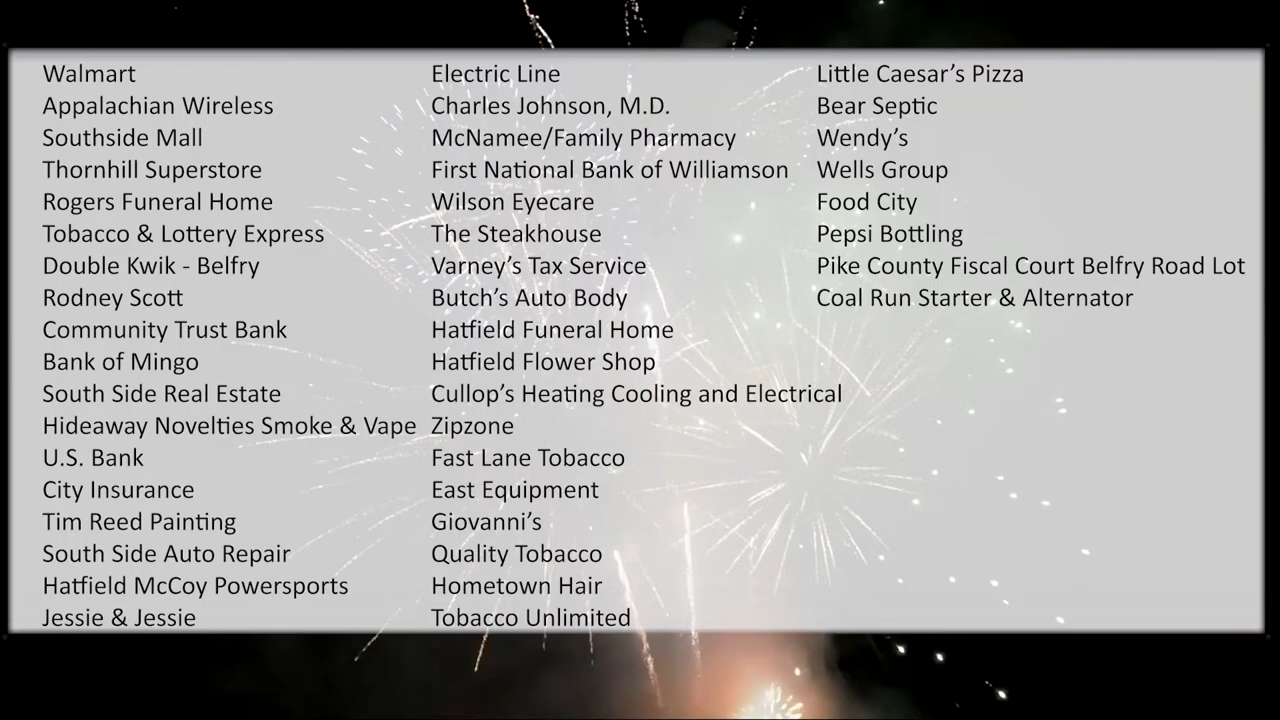 Walmart
Appalachian Wireless
Southside Mall
Thornhill Superstore
Rogers Funeral Home
Tobacco & Lottery Express
Double Kwik - Belfry
Rodney Scott
Community Trust Bank
Bank of Mingo
South Side Real Estate
Hideaway Novelties Smoke & Vape
U.S. Bank
City Insurance
Tim Reed Painting
South Side Auto Repair
Hatfield McCoy Powersports
Jessie & Jessie
Electric Line
Charles Johnson, M.D.
McNamee/Family Pharmacy
First National Bank of Williamson
Wilson Eyecare
The Steakhouse
Varney’s Tax Service
Butch’s Auto Body
Hatfield Funeral Home
Hatfield Flower Shop
Cullop’s Heating Cooling and Electrical
Zipzone
Fast Lane Tobacco
East Equipment
Giovanni’s
Quality Tobacco
Hometown Hair
Tobacco Unlimited
Little Caesar’s Pizza
Bear Septic
Wendy’s
Wells Group
Food City
Pepsi Bottling
Pike County Fiscal Court Belfry Road Lot
Coal Run Starter & Alternator